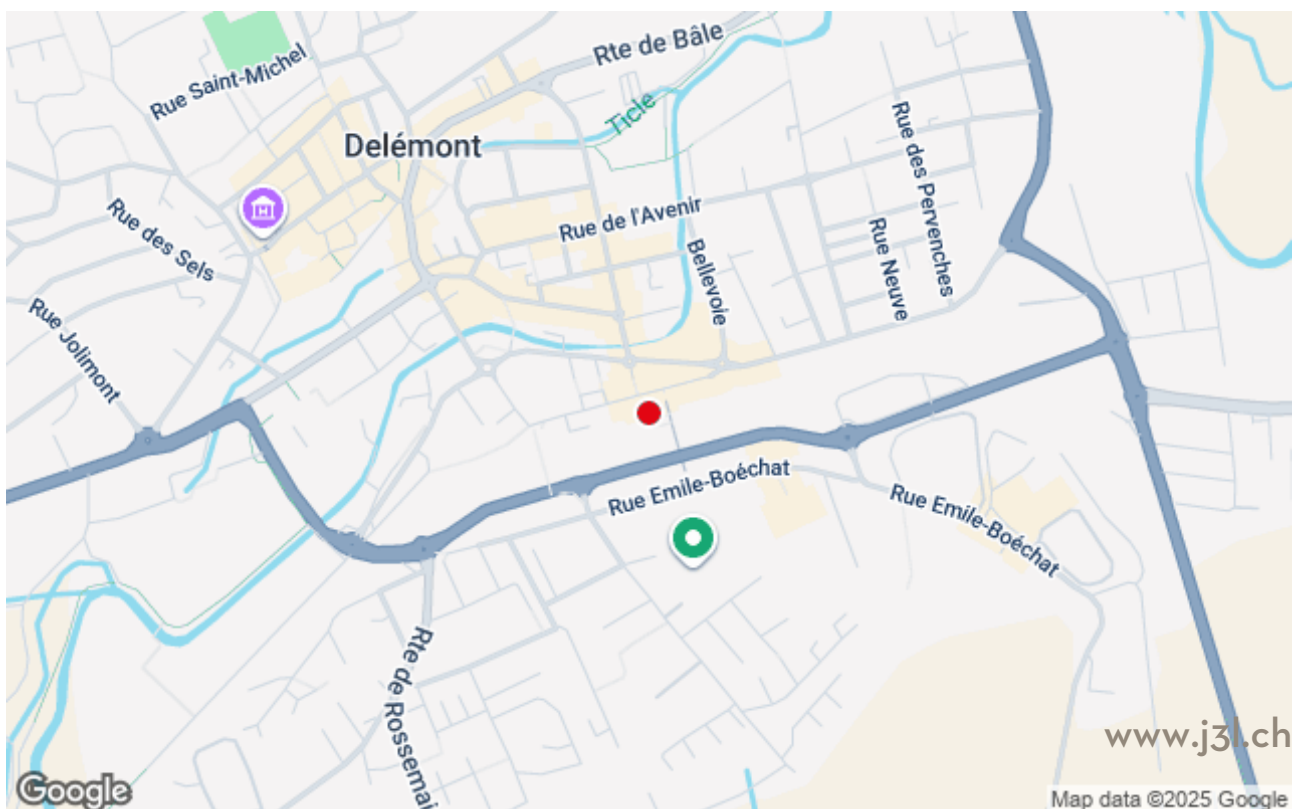 Rte de Bâle
Rue Saint-Michel
Ticle
Delémont
Rue des Pervenches
Rue de l'Avenir
Rue des Sels
Bellevoie
Rue Neuve
Rue Jolimont
Rue Emile-Boéchat
Rue Emile-Boéchat
Rte de Rossemai
www.j3l.ch
Google
Map data ©2025 Google